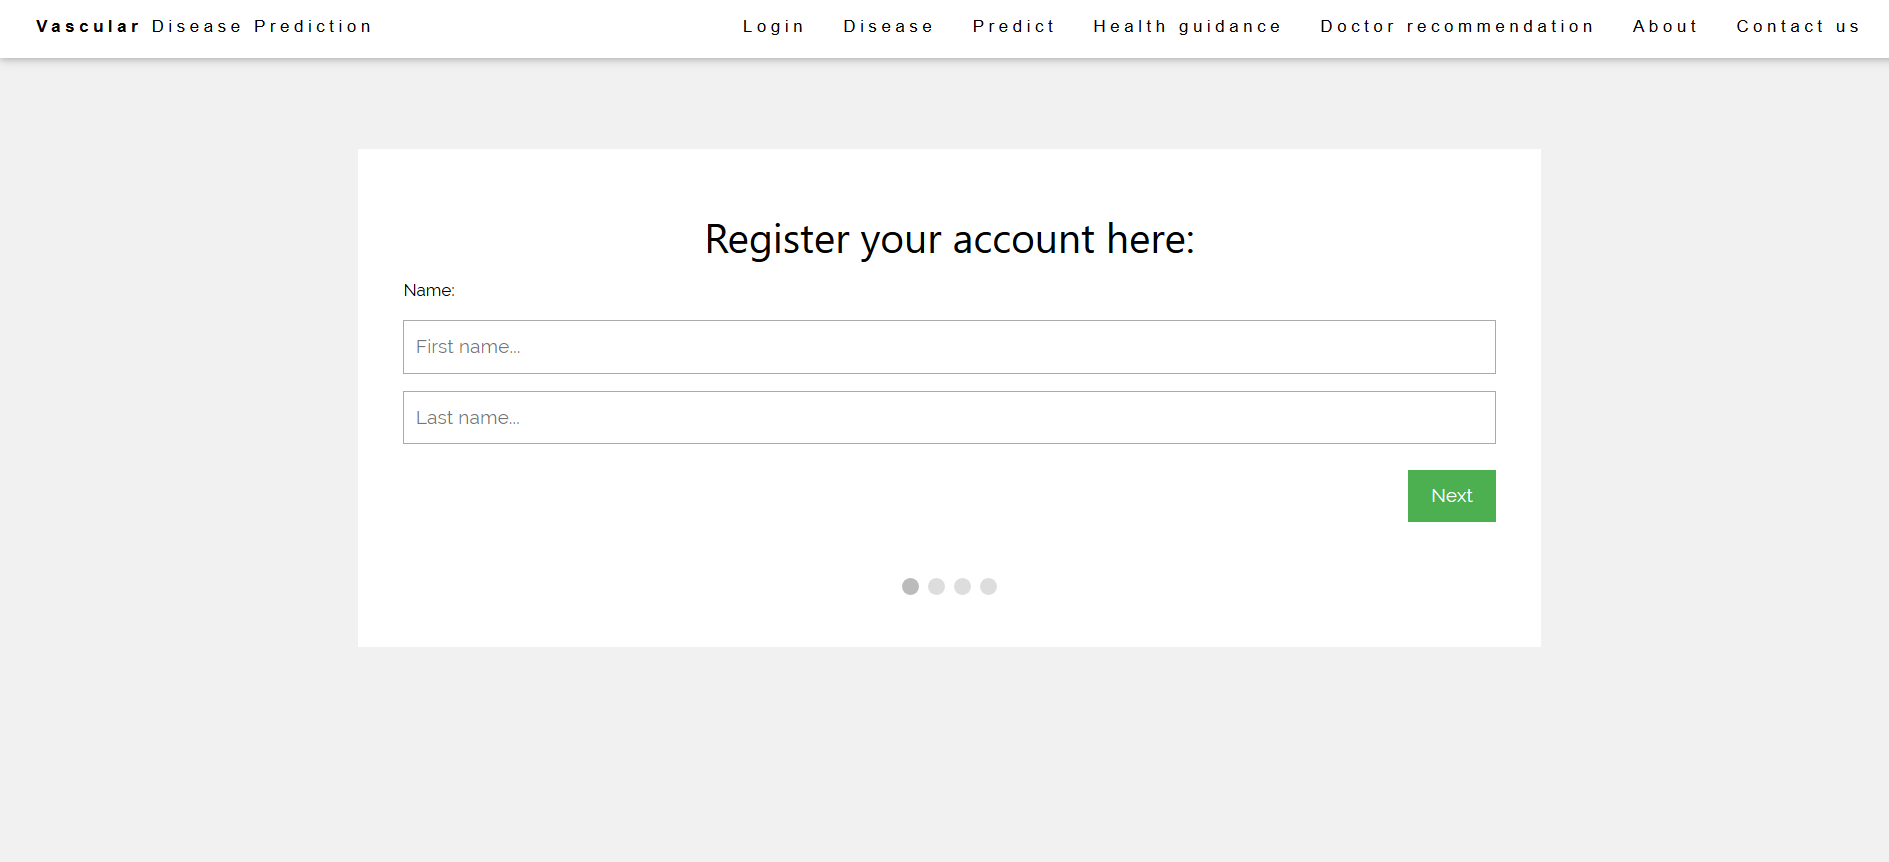 Vascular Disease Prediction Login Disease Predict Health guidance Doctor recommendation About Contact us
Register your account here:
Name:
First name...
Last name...
Next